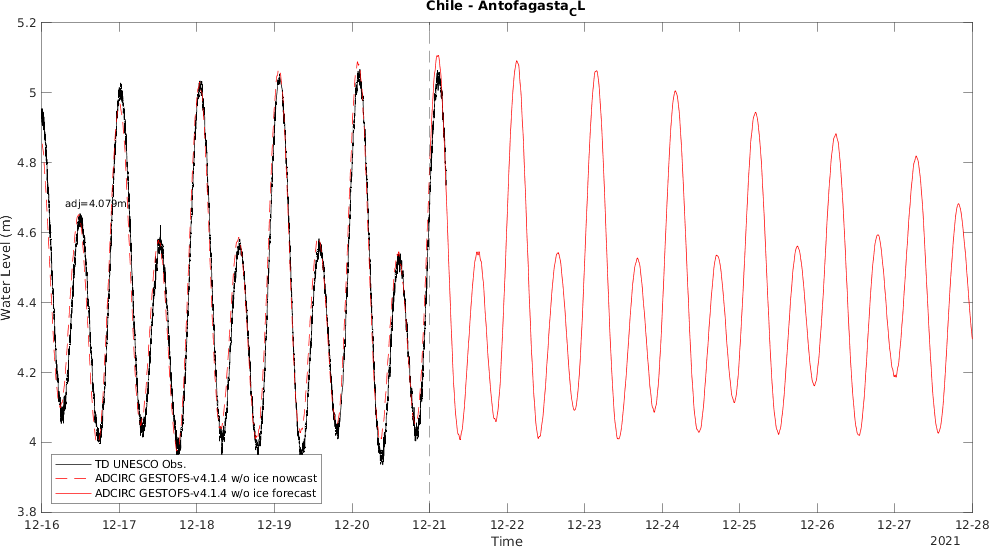 Chile - Antofagasta_CL
5.2
5
4.8
4.6
4.4
4.2
4
3.8
Water Level (m)
adj=4.079m
TD UNESCO Obs.
ADCIRC GESTOFS-v4.1.4 w/o ice nowcast
ADCIRC GESTOFS-v4.1.4 w/o ice forecast
12-16 12-17 12-18 12-19 12-20 12-21 12-22 12-23 12-24 12-25 12-26 12-27 12-28
Time
2021